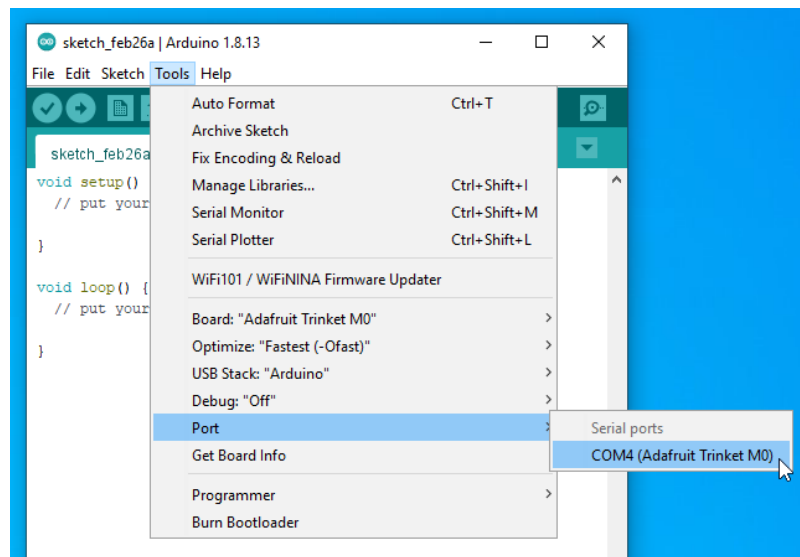 sketch_feb26a | Arduino 1.8.13
File Edit Sketch Tools Help
sketch_feb26a
void setup()
// put your
}
void loop() {
// put your
}
Auto Format Ctrl+T
Archive Sketch
Fix Encoding & Reload
Manage Libraries... Ctrl+Shift+I
Serial Monitor Ctrl+Shift+M
Serial Plotter Ctrl+Shift+L
WiFi101 / WiFiNINA Firmware Updater
Board: "Adafruit Trinket M0"
Optimize: "Fastest (-Ofast)"
USB Stack: "Arduino"
Debug: "Off"
Port
Get Board Info
Programmer
Burn Bootloader
Serial ports
COM4 (Adafruit Trinket M0)